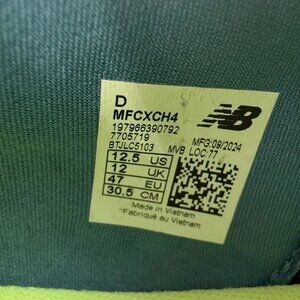 D
MFCXCH4
197966390792
7705719
BTJLC5103
MFG:09/2024
MVB LOC:77
12.5 US
12 UK
47 EU
30.5 CM
NB
Made in Vietnam
Fabriqué au Vietnam